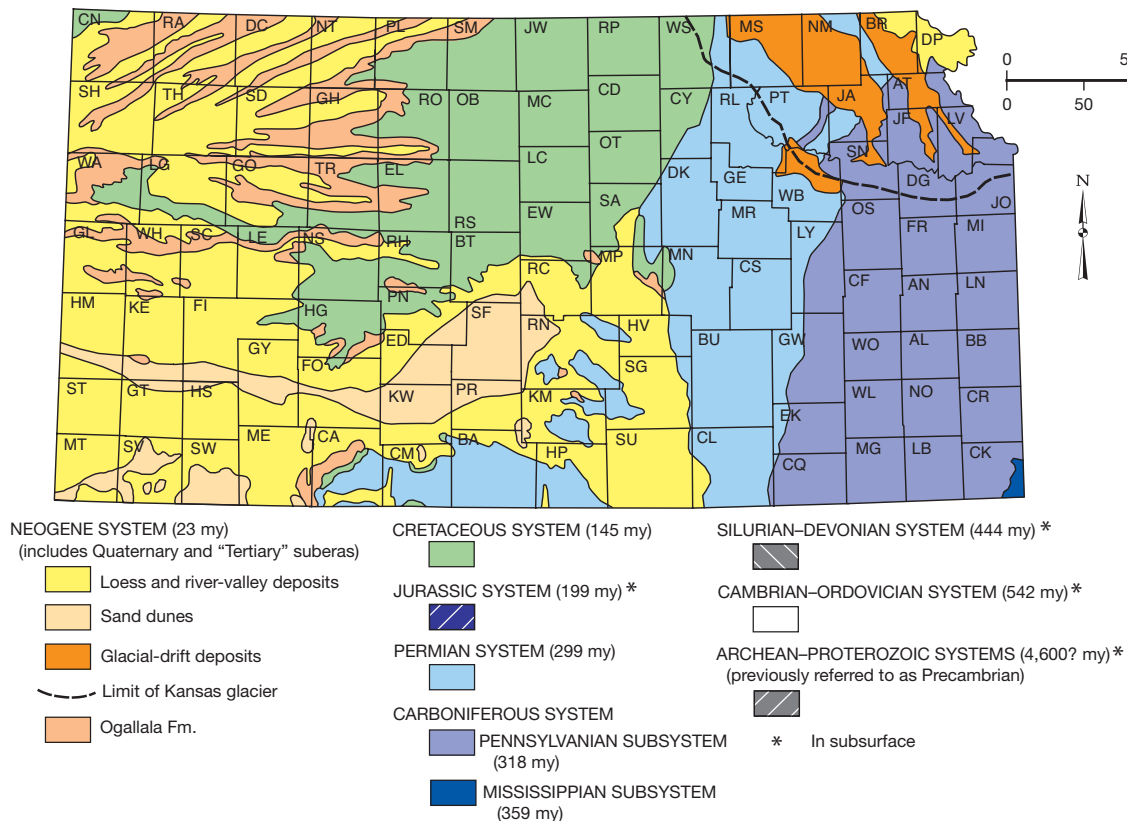 CN RA DC NT PL SM JW RP WS MS NM BR DP
SH TH SD GH RO OB MC CD CY RL PT JA AT JF LV
WA LG GO TR EL LC OT DK GE SN WB DG JO
GL WH SC LE NS RH RS BT EW SA MR OS FR MI
HM KE FI HG PN RC MP MN CS LY CF AN LN
GY FO ED SF RN HV BU GW WO AL BB
ST GT HS KW PR KM SG EK WL NO CR
MT SV SW ME CA CM BA HP SU CL CQ MG LB CK
5
0
0 50
N
NEOGENE SYSTEM (23 my)
(includes Quaternary and “Tertiary” suberas)
Loess and river-valley deposits
Sand dunes
Glacial-drift deposits
Limit of Kansas glacier
Ogallala Fm.
CRETACEOUS SYSTEM (145 my)
JURASSIC SYSTEM (199 my) *
PERMIAN SYSTEM (299 my)
CARBONIFEROUS SYSTEM
PENNSYLVANIAN SUBSYSTEM
(318 my)
MISSISSIPPIAN SUBSYSTEM
(359 my)
SILURIAN–DEVONIAN SYSTEM (444 my) *
CAMBRIAN–ORDOVICIAN SYSTEM (542 my) *
ARCHEAN–PROTEROZOIC SYSTEMS (4,600? my) *
(previously referred to as Precambrian)
* In subsurface